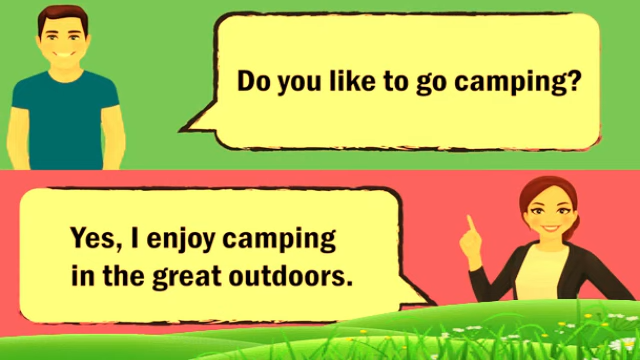 Do you like to go camping?
Yes, I enjoy camping
in the great outdoors.